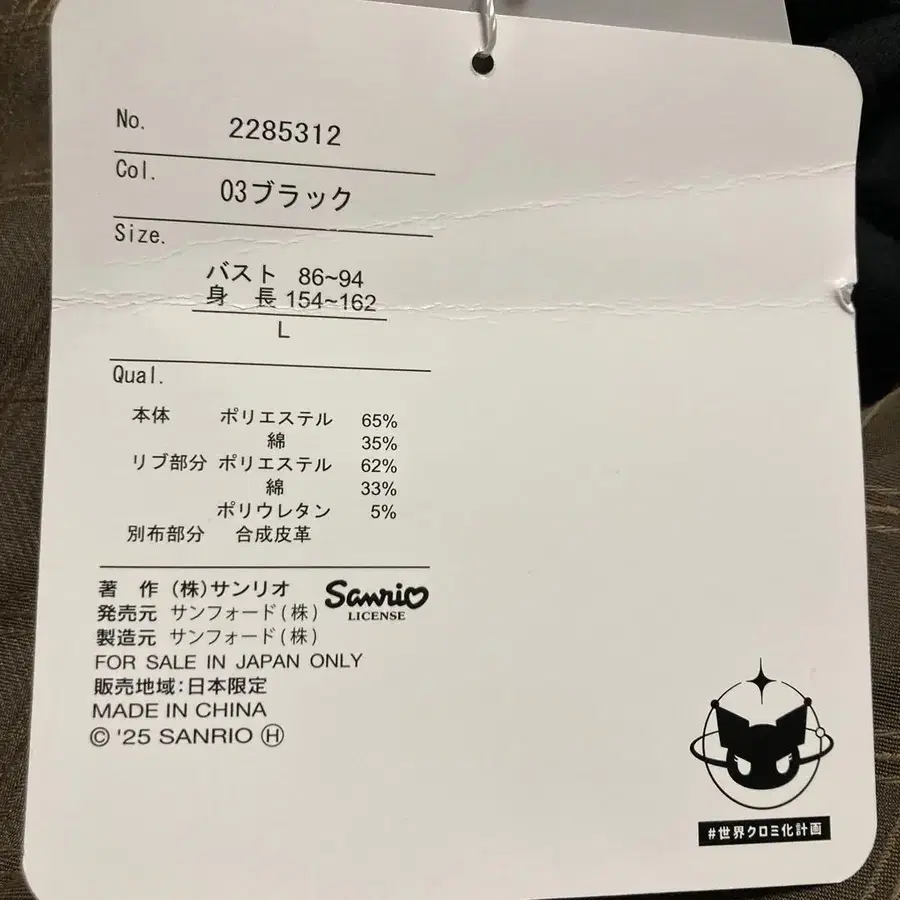 No. 2285312
Col. 03ブラック
Size.
バスト 86~94
身 長 154~162
L
Qual.
本体 ポリエステル 65%
綿 35%
リブ部分 ポリエステル 62%
綿 33%
ポリウレタン 5%
別布部分 合成皮革
著 作 (株)サンリオ
Sanrio
LICENSE
発売元 サンフォード(株)
製造元 サンフォード(株)
FOR SALE IN JAPAN ONLY
販売地域:日本限定
MADE IN CHINA
© '25 SANRIO Ⓗ
#世界クロミ化計画